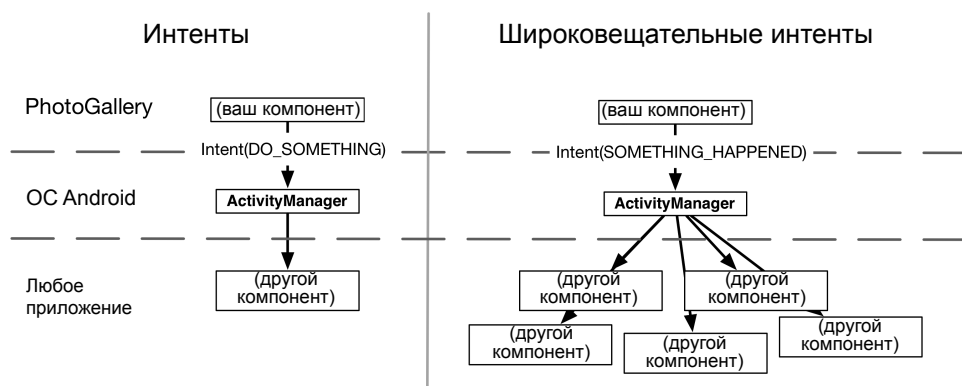 Интенты
Широковещательные интенты
PhotoGallery
(ваш компонент)
(ваш компонент)
Intent(DO_SOMETHING)
Intent(SOMETHING_HAPPENED)
ОС Android
ActivityManager
ActivityManager
Любое
приложение
(другой
компонент)
(другой
компонент)
(другой
компонент)
(другой
компонент)
(другой
компонент)
(другой
компонент)